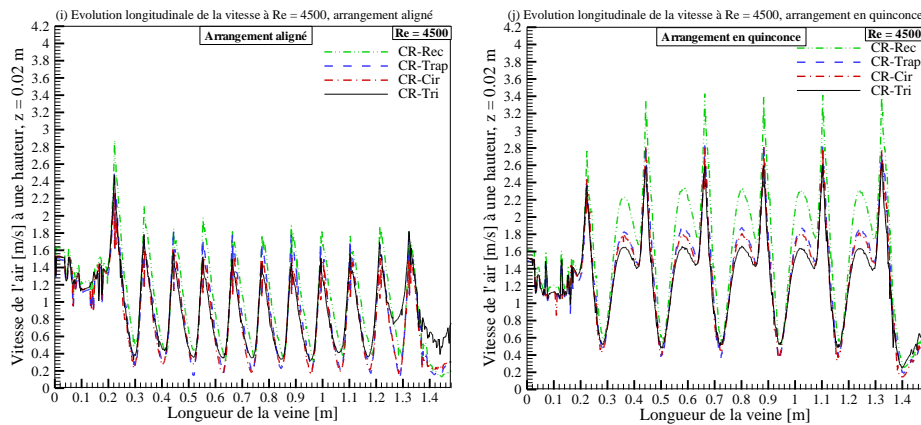 (i) Evolution longitudinale de la vitesse à Re = 4500, arrangement aligné
Arrangement aligné
Re = 4500
CR-Rec
CR-Trap
CR-Cir
CR-Tri
Vitesse de l' air [m/s] à une hauteur, z = 0.02 m
4.2
4
3.8
3.6
3.4
3.2
3
2.8
2.6
2.4
2.2
2
1.8
1.6
1.4
1.2
1
0.8
0.6
0.4
0.2
0
0 0.1 0.2 0.3 0.4 0.5 0.6 0.7 0.8 0.9 1 1.1 1.2 1.3 1.4
Longueur de la veine [m]
(j) Evolution longitudinale de la vitesse à Re = 4500, arrangement en quinconce
Arrangement en quinconce
Re = 4500
CR-Rec
CR-Trap
CR-Cir
CR-Tri
Vitesse de l' air [m/s] à une hauteur, z = 0.02 m
4.2
4
3.8
3.6
3.4
3.2
3
2.8
2.6
2.4
2.2
2
1.8
1.6
1.4
1.2
1
0.8
0.6
0.4
0.2
0
0 0.1 0.2 0.3 0.4 0.5 0.6 0.7 0.8 0.9 1 1.1 1.2 1.3 1.4
Longueur de la veine [m]